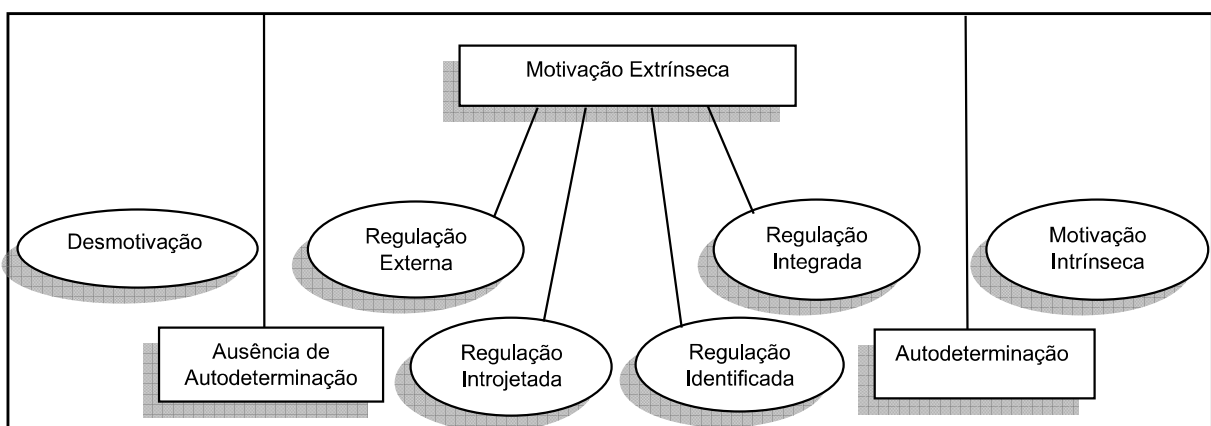 Motivação Extrínseca
Desmotivação
Regulação
Externa
Regulação
Integrada
Motivação
Intrínseca
Ausência de
Autodeterminação
Regulação
Introjetada
Regulação
Identificada
Autodeterminação